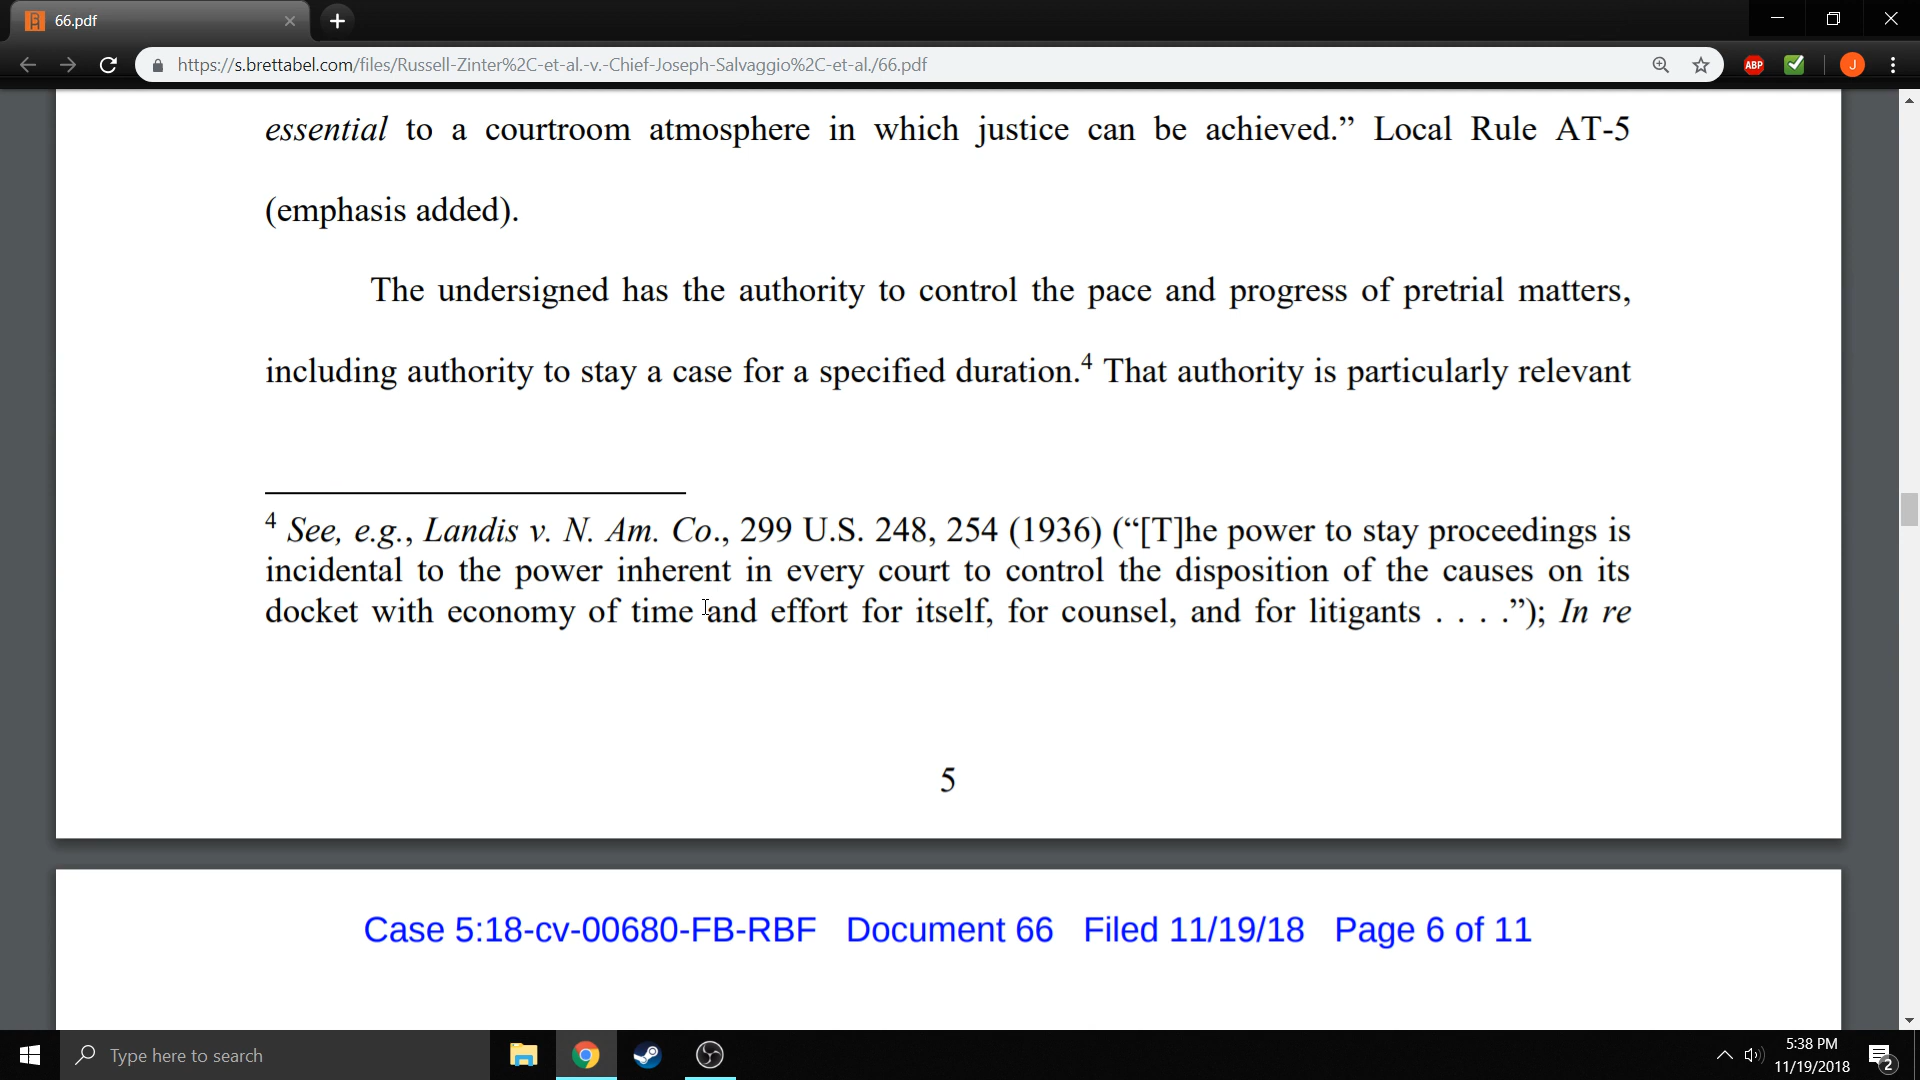 66.pdf
https://s.brettabel.com/files/Russell-Zinter%2C-et-al.-v.-Chief-Joseph-Salvaggio%2C-et-al./66.pdf
ABP
J
essential to a courtroom atmosphere in which justice can be achieved.” Local Rule AT-5
(emphasis added).
The undersigned has the authority to control the pace and progress of pretrial matters,
including authority to stay a case for a specified duration.4 That authority is particularly relevant
4 See, e.g., Landis v. N. Am. Co., 299 U.S. 248, 254 (1936) (“[T]he power to stay proceedings is
incidental to the power inherent in every court to control the disposition of the causes on its
docket with economy of time and effort for itself, for counsel, and for litigants . . . .”); In re
5
Case 5:18-cv-00680-FB-RBF Document 66 Filed 11/19/18 Page 6 of 11
Type here to search
5:38 PM
11/19/2018
2